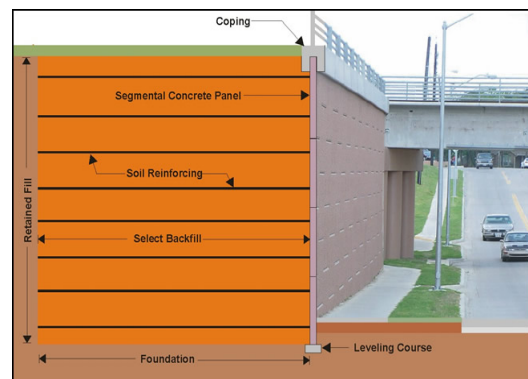 Coping
Segmental Concrete Panel
Soil Reinforcing
Retained Fill
Select Backfill
Foundation
Leveling Course